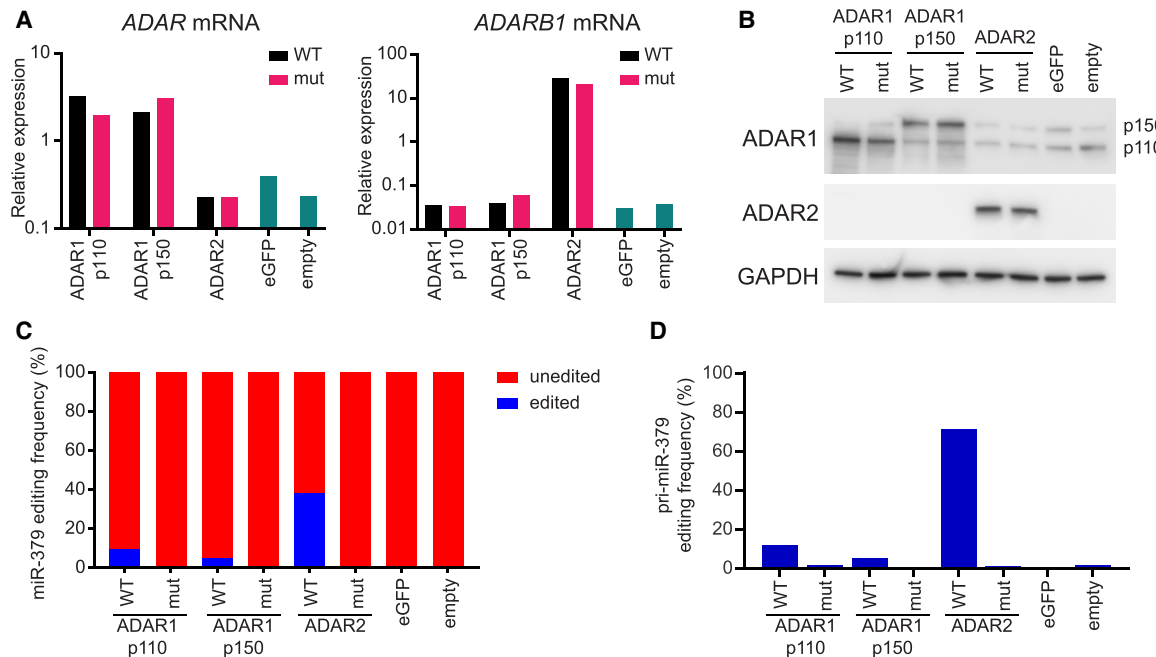 A
ADAR mRNA
Relative expression
10
1
0.1
WT
mut
ADAR1 p110
ADAR1 p150
ADAR2
eGFP
empty
ADARB1 mRNA
Relative expression
100
10
1
0.1
0.01
WT
mut
ADAR1 p110
ADAR1 p150
ADAR2
eGFP
empty
B
ADAR1 p110
ADAR1 p150
ADAR2
eGFP
empty
WT
mut
WT
mut
WT
mut
ADAR1
p150
p110
ADAR2
GAPDH
C
miR-379 editing frequency (%)
100
80
60
40
20
0
unedited
edited
WT
mut
WT
mut
WT
mut
eGFP
empty
ADAR1 p110
ADAR1 p150
ADAR2
D
pri-miR-379
editing frequency (%)
100
80
60
40
20
0
WT
mut
WT
mut
WT
mut
eGFP
empty
ADAR1 p110
ADAR1 p150
ADAR2